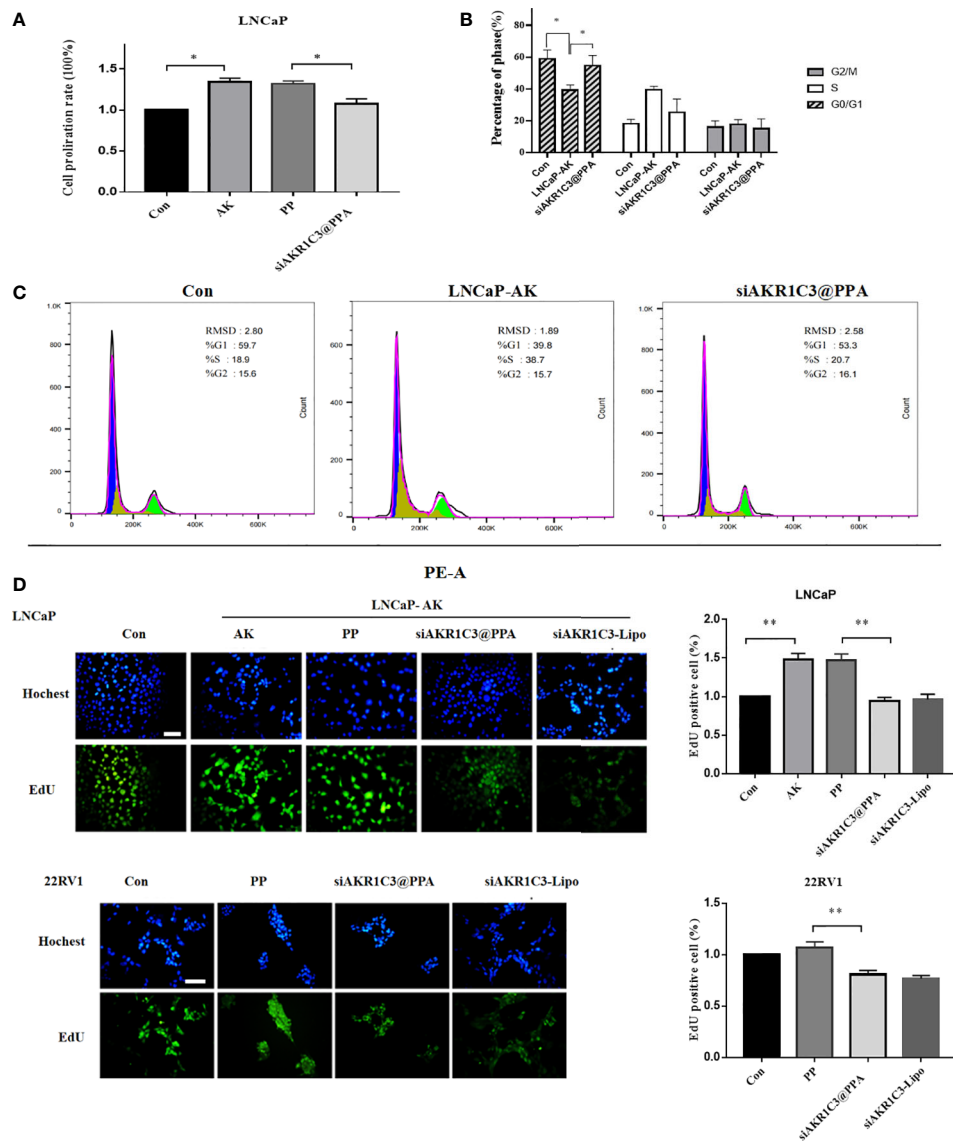 A
LNCaP
Cell proliration rate (100%)
1.5
1.0
0.5
0.0
*
*
Con
AK
PP
siAKR1C3@PPA
B
Percentage of phase(%)
80
60
40
20
0
*
*
Con
LNCaP-AK
siAKR1C3@PPA
Con
LNCaP-AK
siAKR1C3@PPA
Con
LNCaP-AK
siAKR1C3@PPA
G2/M
S
G0/G1
C
Con
1.0K
800
600
400
200
0
0
200K
400K
600K
RMSD : 2.80
%G1 : 59.7
%S : 18.9
%G2 : 15.6
Count
LNCaP-AK
800
600
400
200
0
0
200K
400K
600K
RMSD : 1.89
%G1 : 39.8
%S : 38.7
%G2 : 15.7
Count
siAKR1C3@PPA
1.0K
800
600
400
200
0
0
200K
400K
600K
RMSD : 2.58
%G1 : 53.3
%S : 20.7
%G2 : 16.1
Count
PE-A
D
LNCaP
LNCaP- AK
Con
AK
PP
siAKR1C3@PPA
siAKR1C3-Lipo
Hochest
EdU
LNCaP
EdU positive cell (%)
2.0
1.5
1.0
0.5
0.0
**
**
Con
AK
PP
siAKR1C3@PPA
siAKR1C3-Lipo
22RV1
Con
PP
siAKR1C3@PPA
siAKR1C3-Lipo
Hochest
EdU
22RV1
EdU positive cell (%)
1.5
1.0
0.5
0.0
**
Con
PP
siAKR1C3@PPA
siAKR1C3-Lipo